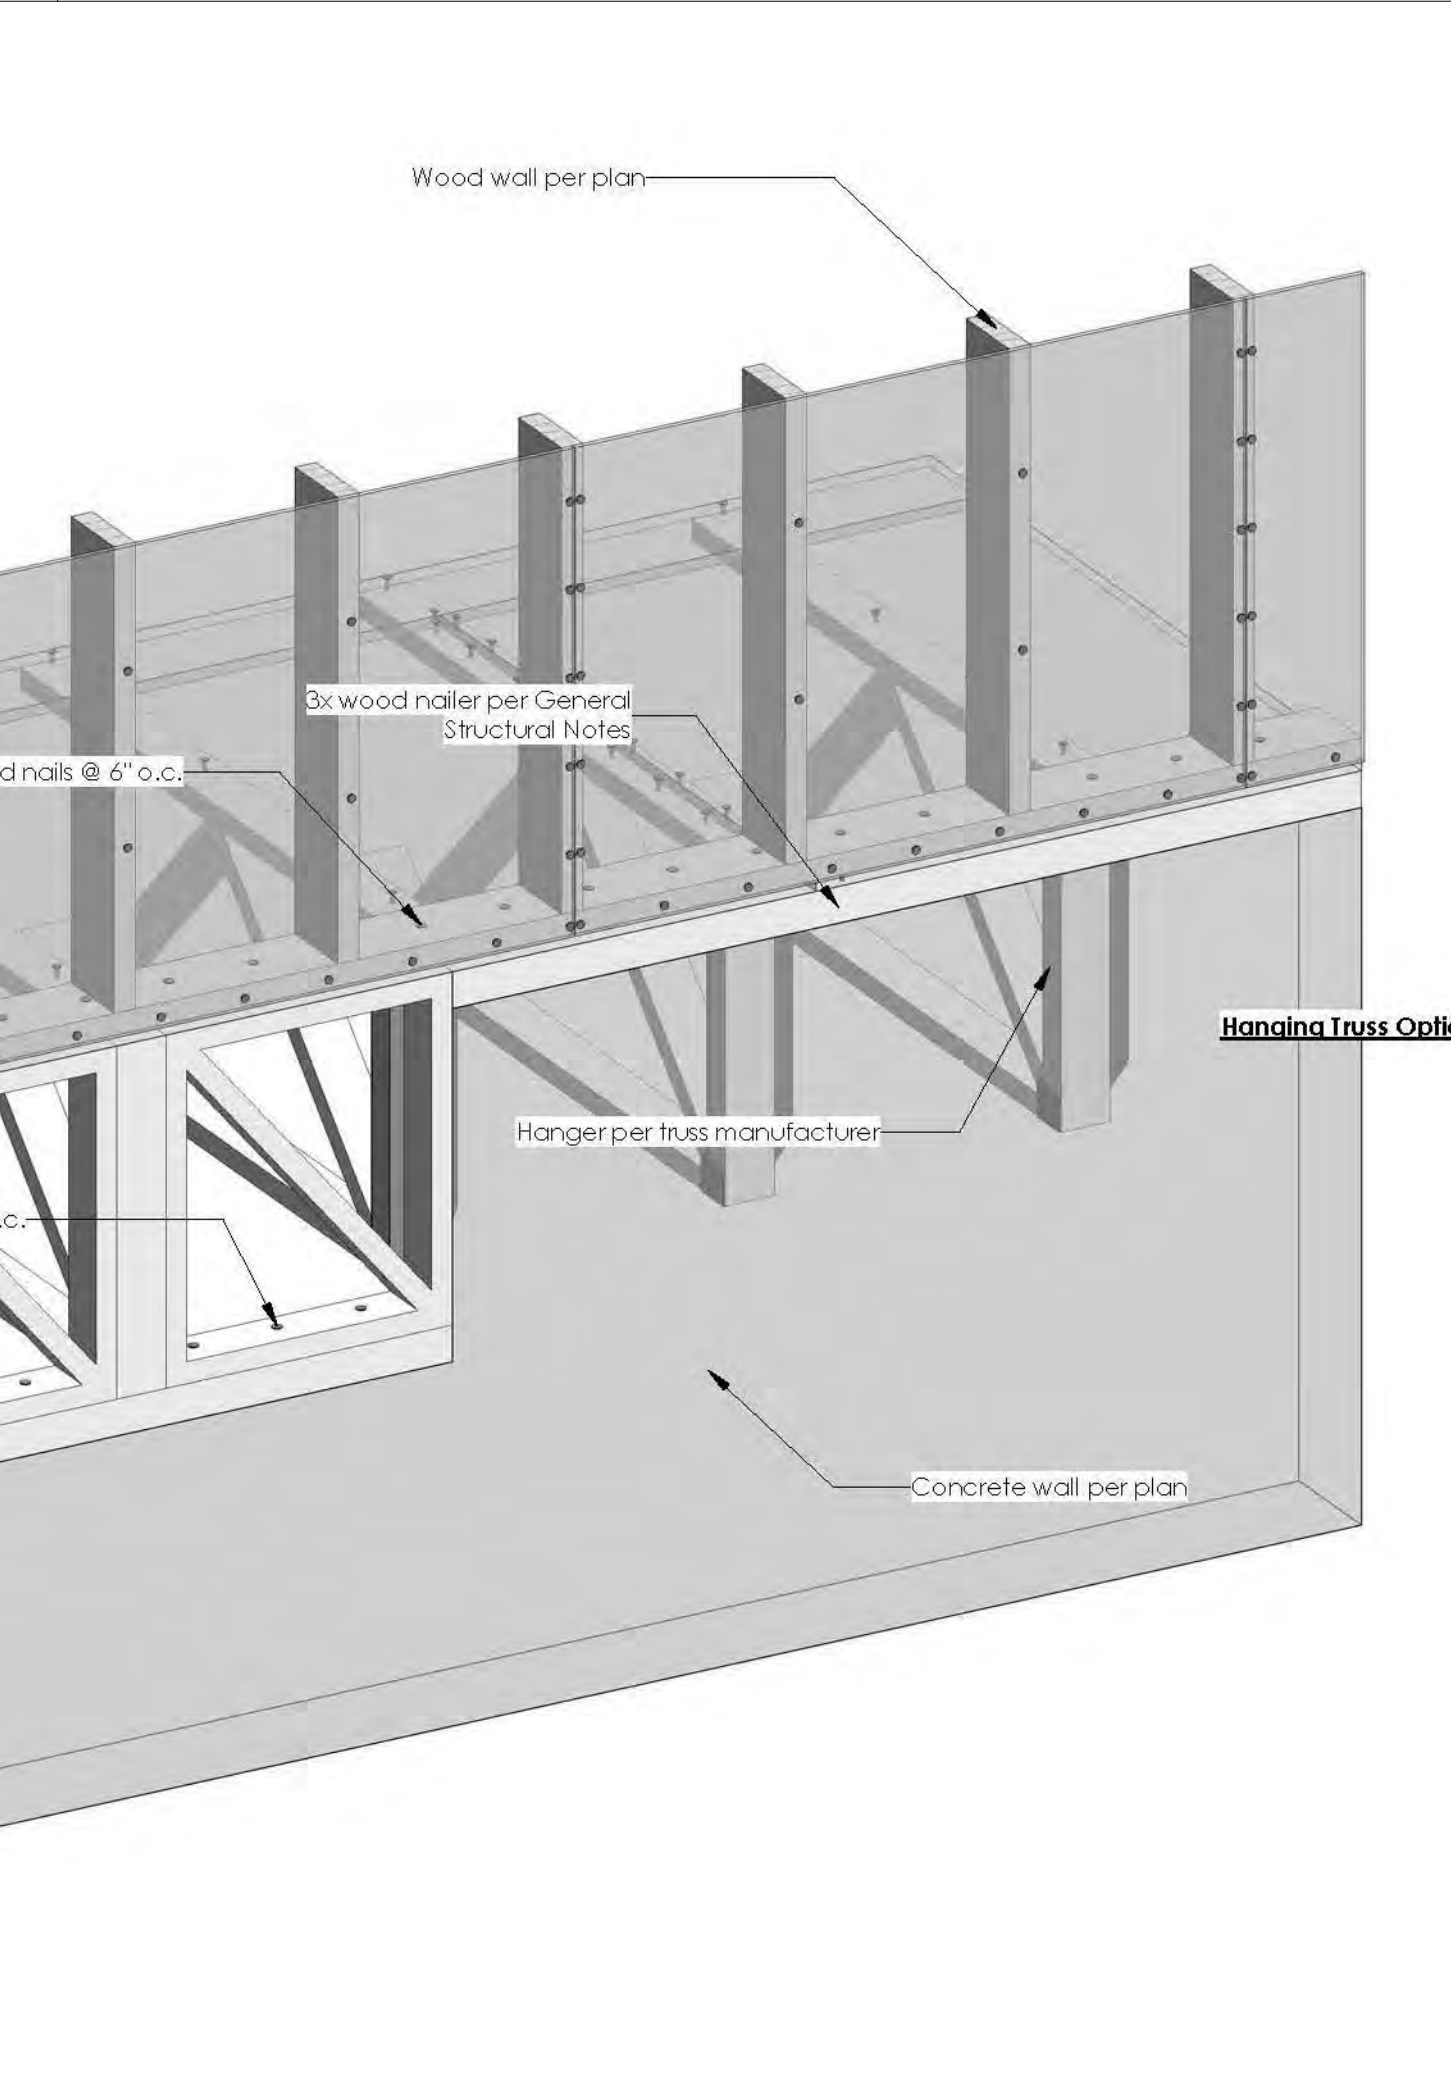 Wood wall per plan
3x wood nailer per General
Structural Notes
d nails @ 6" o.c.
Hanging Truss Optio
Hanger per truss manufacturer
.c.
Concrete wall per plan